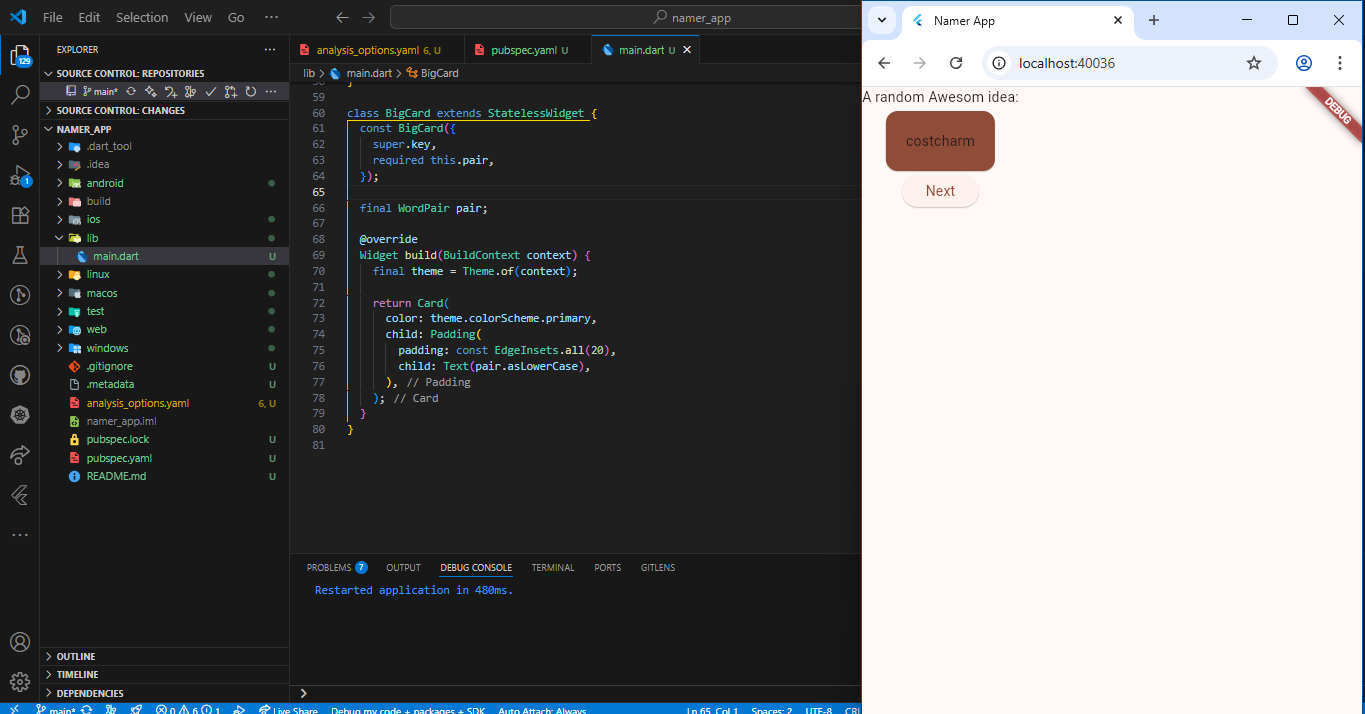 File Edit Selection View Go ···
namer_app
EXPLORER
SOURCE CONTROL: REPOSITORIES
main*
SOURCE CONTROL: CHANGES
NAMER_APP
.dart_tool
.idea
android
build
ios
lib
main.dart U
linux
macos
test
web
windows
.gitignore U
.metadata U
analysis_options.yaml 6, U
namer_app.iml
pubspec.lock U
pubspec.yaml U
README.md U
OUTLINE
TIMELINE
DEPENDENCIES
129
1
analysis_options.yaml 6, U
pubspec.yaml U
main.dart U
lib > main.dart > BigCard
58 }
59
60 class BigCard extends StatelessWidget {
61 const BigCard({
62 super.key,
63 required this.pair,
64 });
65
66 final WordPair pair;
67
68 @override
69 Widget build(BuildContext context) {
70 final theme = Theme.of(context);
71
72 return Card(
73 color: theme.colorScheme.primary,
74 child: Padding(
75 padding: const EdgeInsets.all(20),
76 child: Text(pair.asLowerCase),
77 ), // Padding
78 ); // Card
79 }
80 }
81
PROBLEMS 7 OUTPUT DEBUG CONSOLE TERMINAL PORTS GITLENS
Restarted application in 480ms.
main* 0 6 1 Live Share Debug my code + packages + SDK Auto Attach: Always Ln 65, Col 1 Spaces: 2 UTF-8
Namer App
localhost:40036
A random Awesom idea:
DEBUG
costcharm
Next